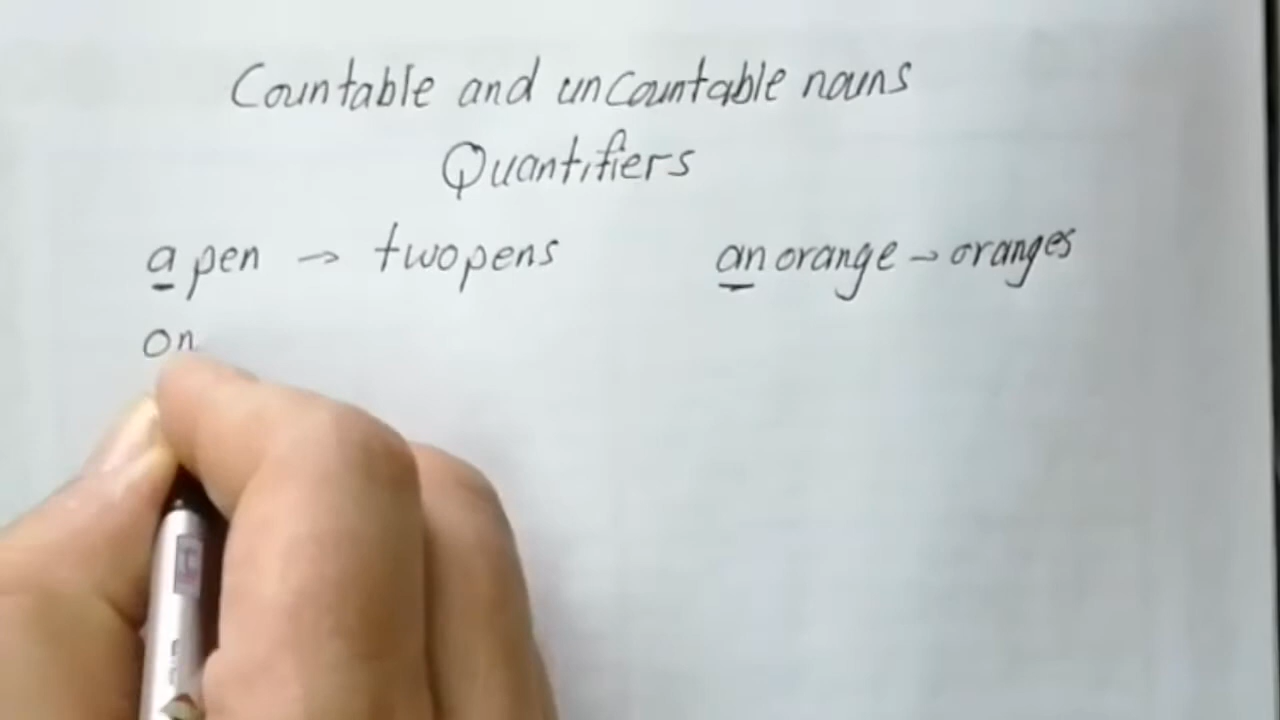 Countable and uncountable nouns
Quantifiers
a pen → two pens
an orange → oranges
on